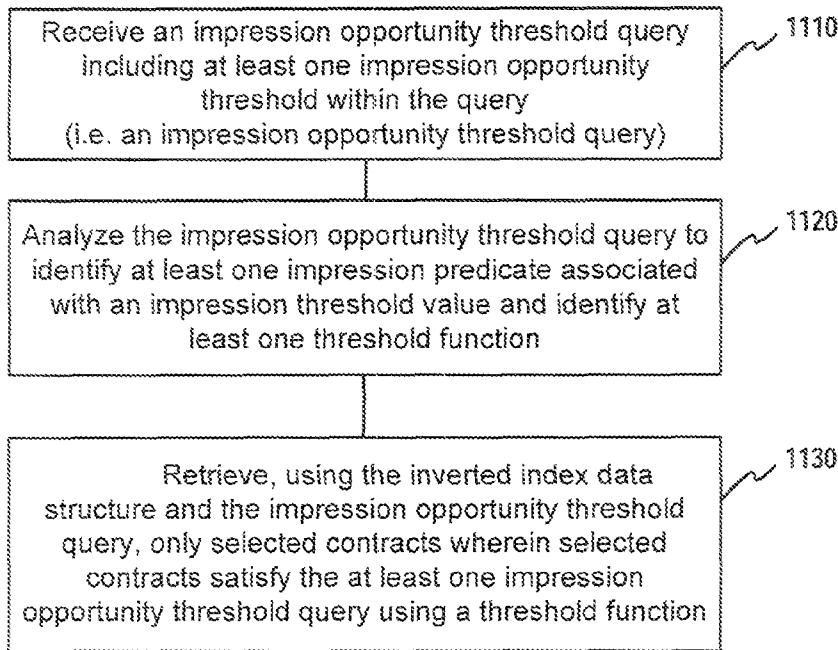 Receive an impression opportunity threshold query
including at least one impression opportunity
threshold within the query
(i.e. an impression opportunity threshold query)
1110
Analyze the impression opportunity threshold query to
identify at least one impression predicate associated
with an impression threshold value and identify at
least one threshold function
1120
Retrieve, using the inverted index data
structure and the impression opportunity threshold
query, only selected contracts wherein selected
contracts satisfy the at least one impression
opportunity threshold query using a threshold function
1130